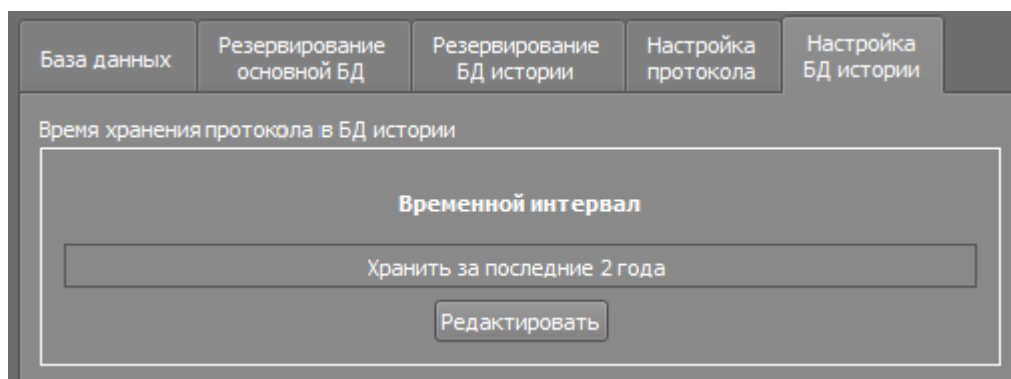 База данных
Резервирование
основной БД
Резервирование
БД истории
Настройка
протокола
Настройка
БД истории
Время хранения протокола в БД истории
Временной интервал
Хранить за последние 2 года
Редактировать